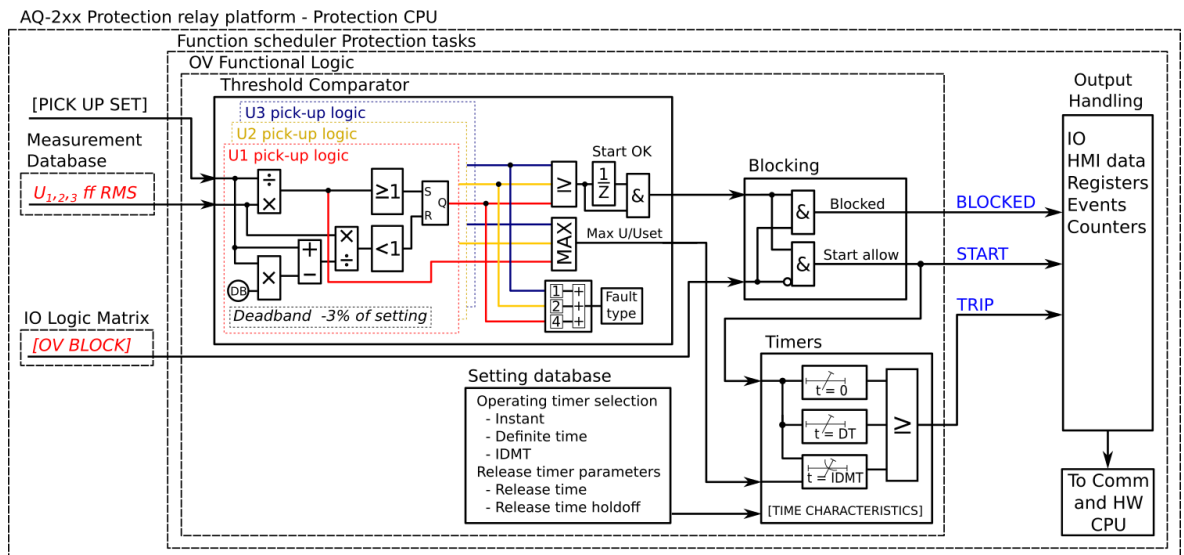 AQ-2xx Protection relay platform - Protection CPU
Function scheduler Protection tasks
OV Functional Logic
Threshold Comparator
[PICK UP SET]
Measurement
Database
U1,2,3 ff RMS
U3 pick-up logic
U2 pick-up logic
U1 pick-up logic
÷
×
≥1
S
R
Q
×
÷
<1
+
−
×
DB
Deadband -3% of setting
≥
Start OK
1
Z
&
MAX
Max U/Uset
1 +
2 +
4 +
Fault
type
IO Logic Matrix
[OV BLOCK]
Blocking
&
Blocked
&
Start allow
BLOCKED
START
TRIP
Output
Handling
IO
HMI data
Registers
Events
Counters
To Comm
and HW
CPU
Setting database
Operating timer selection
- Instant
- Definite time
- IDMT
Release timer parameters
- Release time
- Release time holdoff
Timers
t = 0
t = DT
t = IDMT
≥
[TIME CHARACTERISTICS]